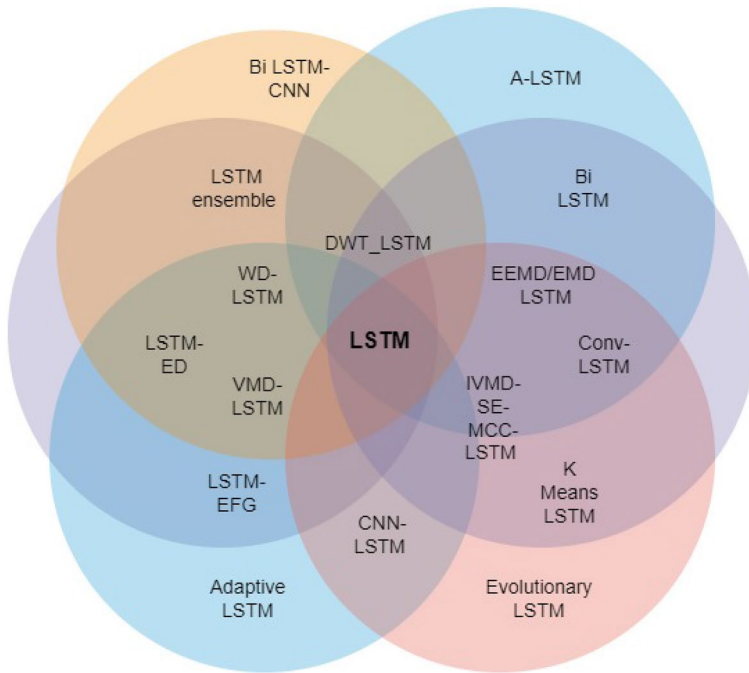 Bi LSTM-
CNN
A-LSTM
LSTM
ensemble
Bi
LSTM
DWT_LSTM
WD-
LSTM
EEMD/EMD
LSTM
LSTM-
ED
LSTM
Conv-
LSTM
VMD-
LSTM
IVMD-
SE-
MCC-
LSTM
LSTM-
EFG
K
Means
LSTM
CNN-
LSTM
Adaptive
LSTM
Evolutionary
LSTM